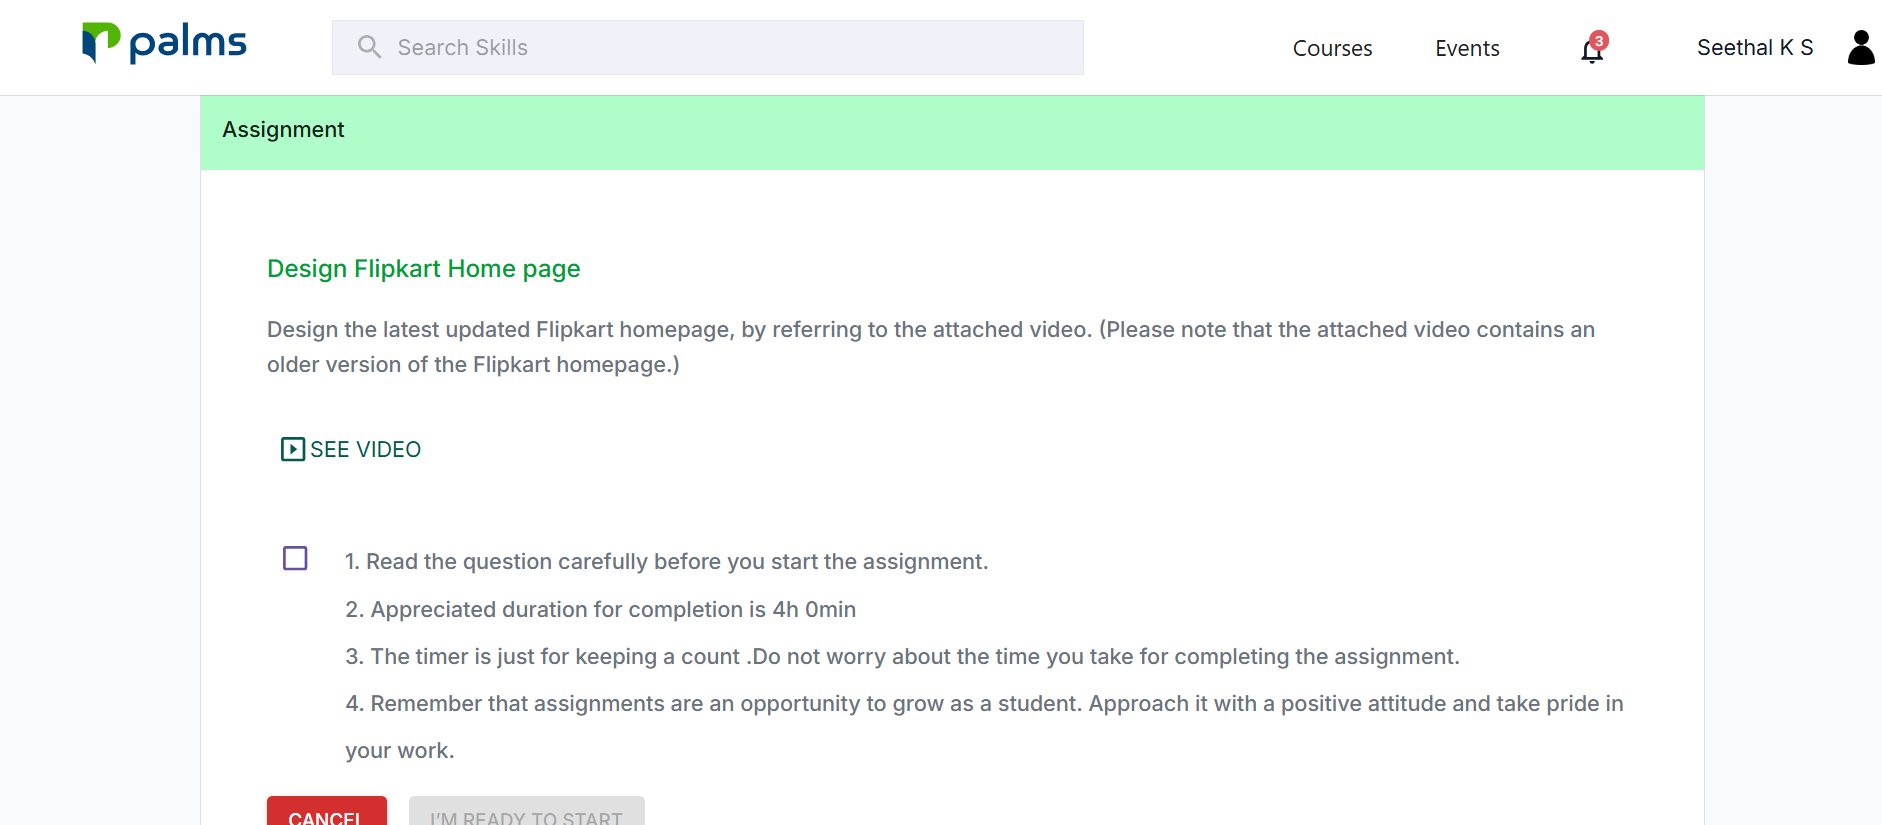 palms
Search Skills
Courses
Events
3
Seethal K S
Assignment
Design Flipkart Home page
Design the latest updated Flipkart homepage, by referring to the attached video. (Please note that the attached video contains an
older version of the Flipkart homepage.)
SEE VIDEO
1. Read the question carefully before you start the assignment.
2. Appreciated duration for completion is 4h 0min
3. The timer is just for keeping a count .Do not worry about the time you take for completing the assignment.
4. Remember that assignments are an opportunity to grow as a student. Approach it with a positive attitude and take pride in
your work.
CANCEL
I'M READY TO START